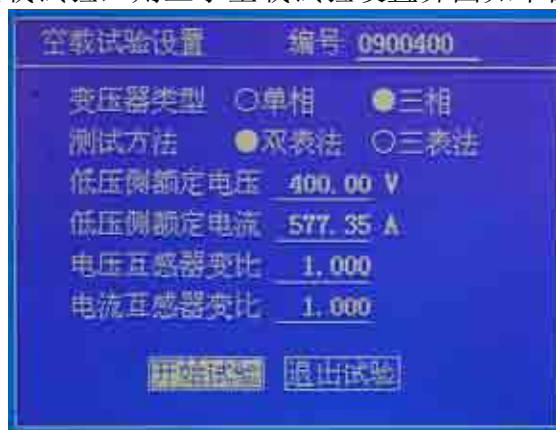 空载试验设置 编号 0900400
变压器类型 ○单相 ●三相
测试方法 ●双表法 ○三表法
低压侧额定电压 400.00 V
低压侧额定电流 577.35 A
电压互感器变比 1.000
电流互感器变比 1.000
开始试验 退出试验